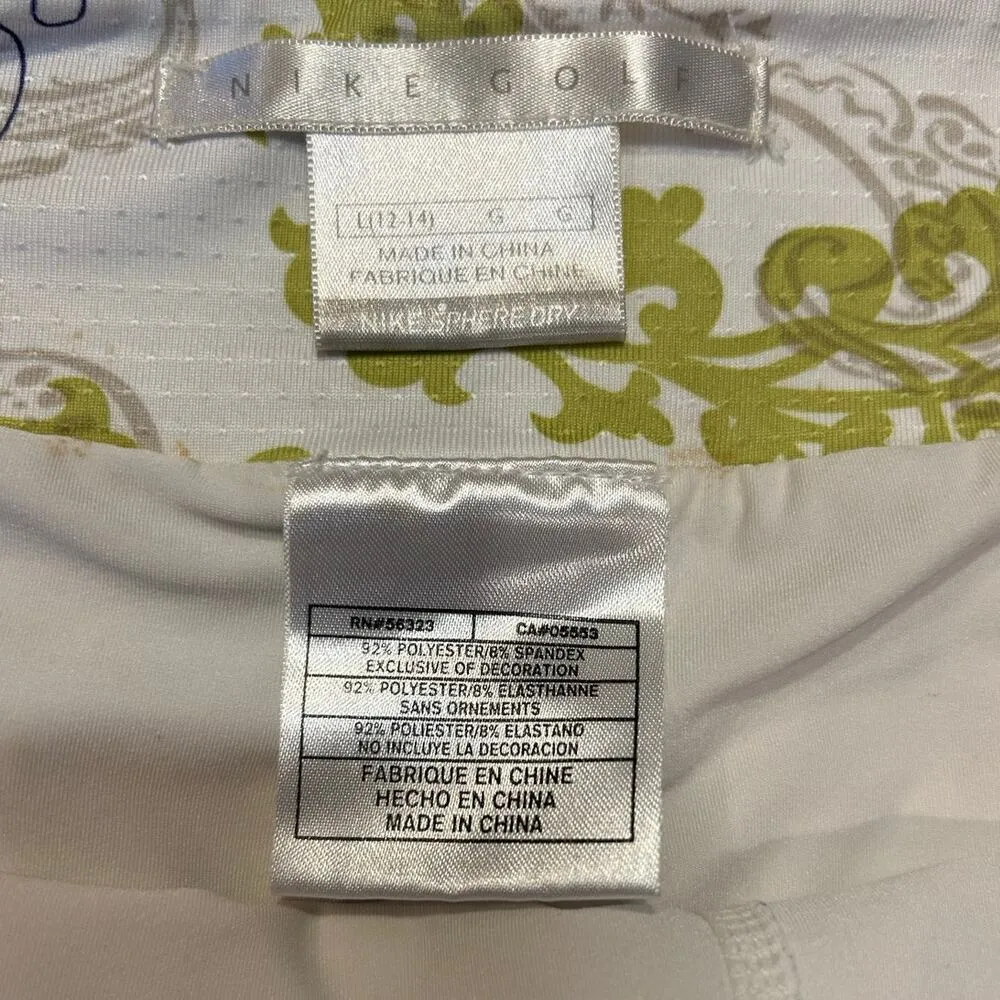 NIKE GOLF
L(12-14) G G
MADE IN CHINA
FABRIQUE EN CHINE
NIKE SPHERE DRY
RN#56323 CA#05553
92% POLYESTER/8% SPANDEX
EXCLUSIVE OF DECORATION
92% POLYESTER/8% ELASTHANNE
SANS ORNEMENTS
92% POLIESTER/8% ELASTANO
NO INCLUYE LA DECORACION
FABRIQUE EN CHINE
HECHO EN CHINA
MADE IN CHINA